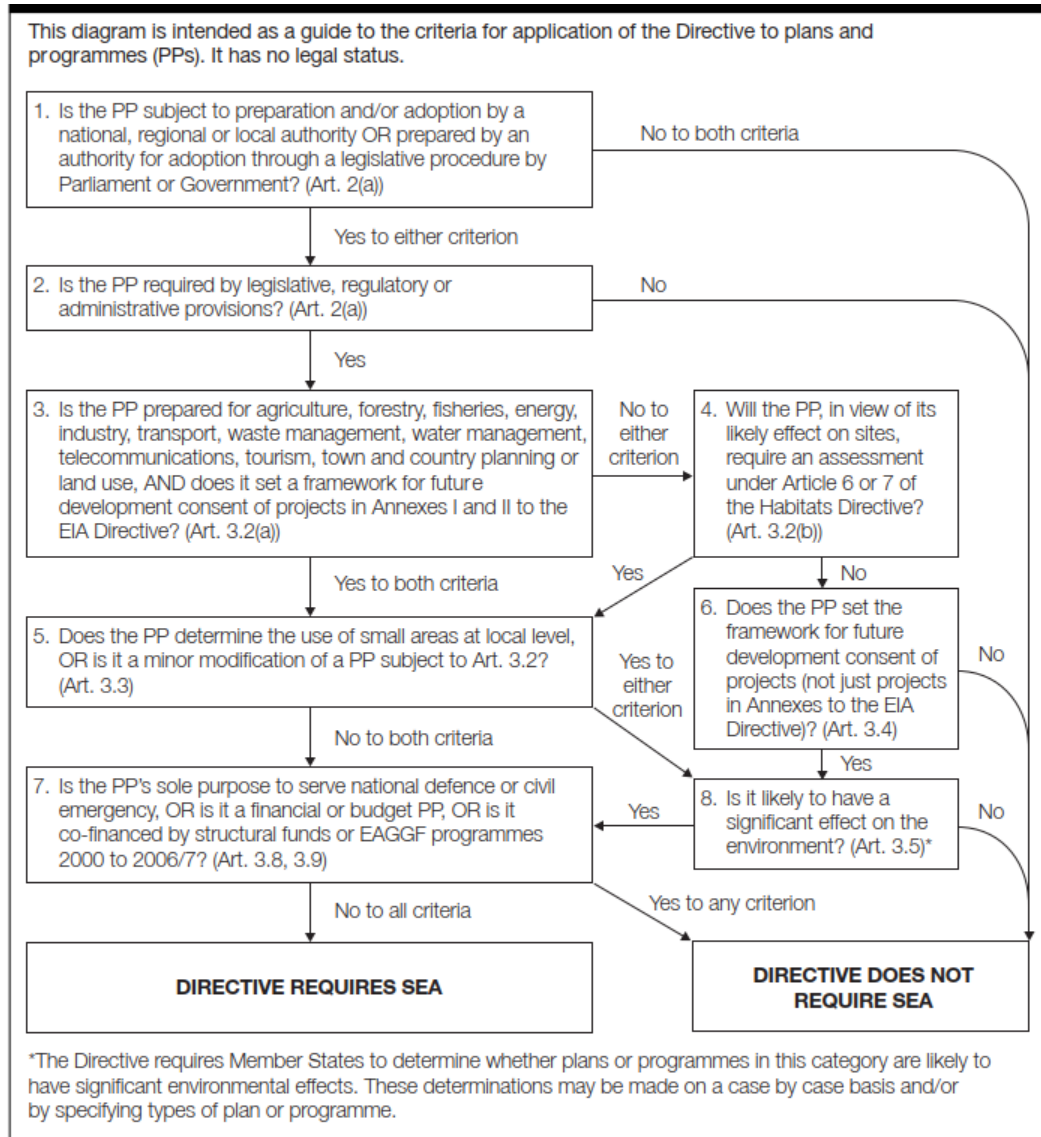 This diagram is intended as a guide to the criteria for application of the Directive to plans and
programmes (PPs). It has no legal status.
1. Is the PP subject to preparation and/or adoption by a
national, regional or local authority OR prepared by an
authority for adoption through a legislative procedure by
Parliament or Government? (Art. 2(a))
No to both criteria
Yes to either criterion
2. Is the PP required by legislative, regulatory or
administrative provisions? (Art. 2(a))
No
Yes
3. Is the PP prepared for agriculture, forestry, fisheries, energy,
industry, transport, waste management, water management,
telecommunications, tourism, town and country planning or
land use, AND does it set a framework for future
development consent of projects in Annexes I and II to the
EIA Directive? (Art. 3.2(a))
No to
either
criterion
4. Will the PP, in view of its
likely effect on sites,
require an assessment
under Article 6 or 7 of
the Habitats Directive?
(Art. 3.2(b))
Yes to both criteria
Yes
No
5. Does the PP determine the use of small areas at local level,
OR is it a minor modification of a PP subject to Art. 3.2?
(Art. 3.3)
Yes to
either
criterion
6. Does the PP set the
framework for future
development consent of
projects (not just projects
in Annexes to the EIA
Directive)? (Art. 3.4)
No
No to both criteria
Yes
7. Is the PP's sole purpose to serve national defence or civil
emergency, OR is it a financial or budget PP, OR is it
co-financed by structural funds or EAGGF programmes
2000 to 2006/7? (Art. 3.8, 3.9)
Yes
8. Is it likely to have a
significant effect on the
environment? (Art. 3.5)*
No
No to all criteria
Yes to any criterion
DIRECTIVE REQUIRES SEA
DIRECTIVE DOES NOT
REQUIRE SEA
*The Directive requires Member States to determine whether plans or programmes in this category are likely to
have significant environmental effects. These determinations may be made on a case by case basis and/or
by specifying types of plan or programme.